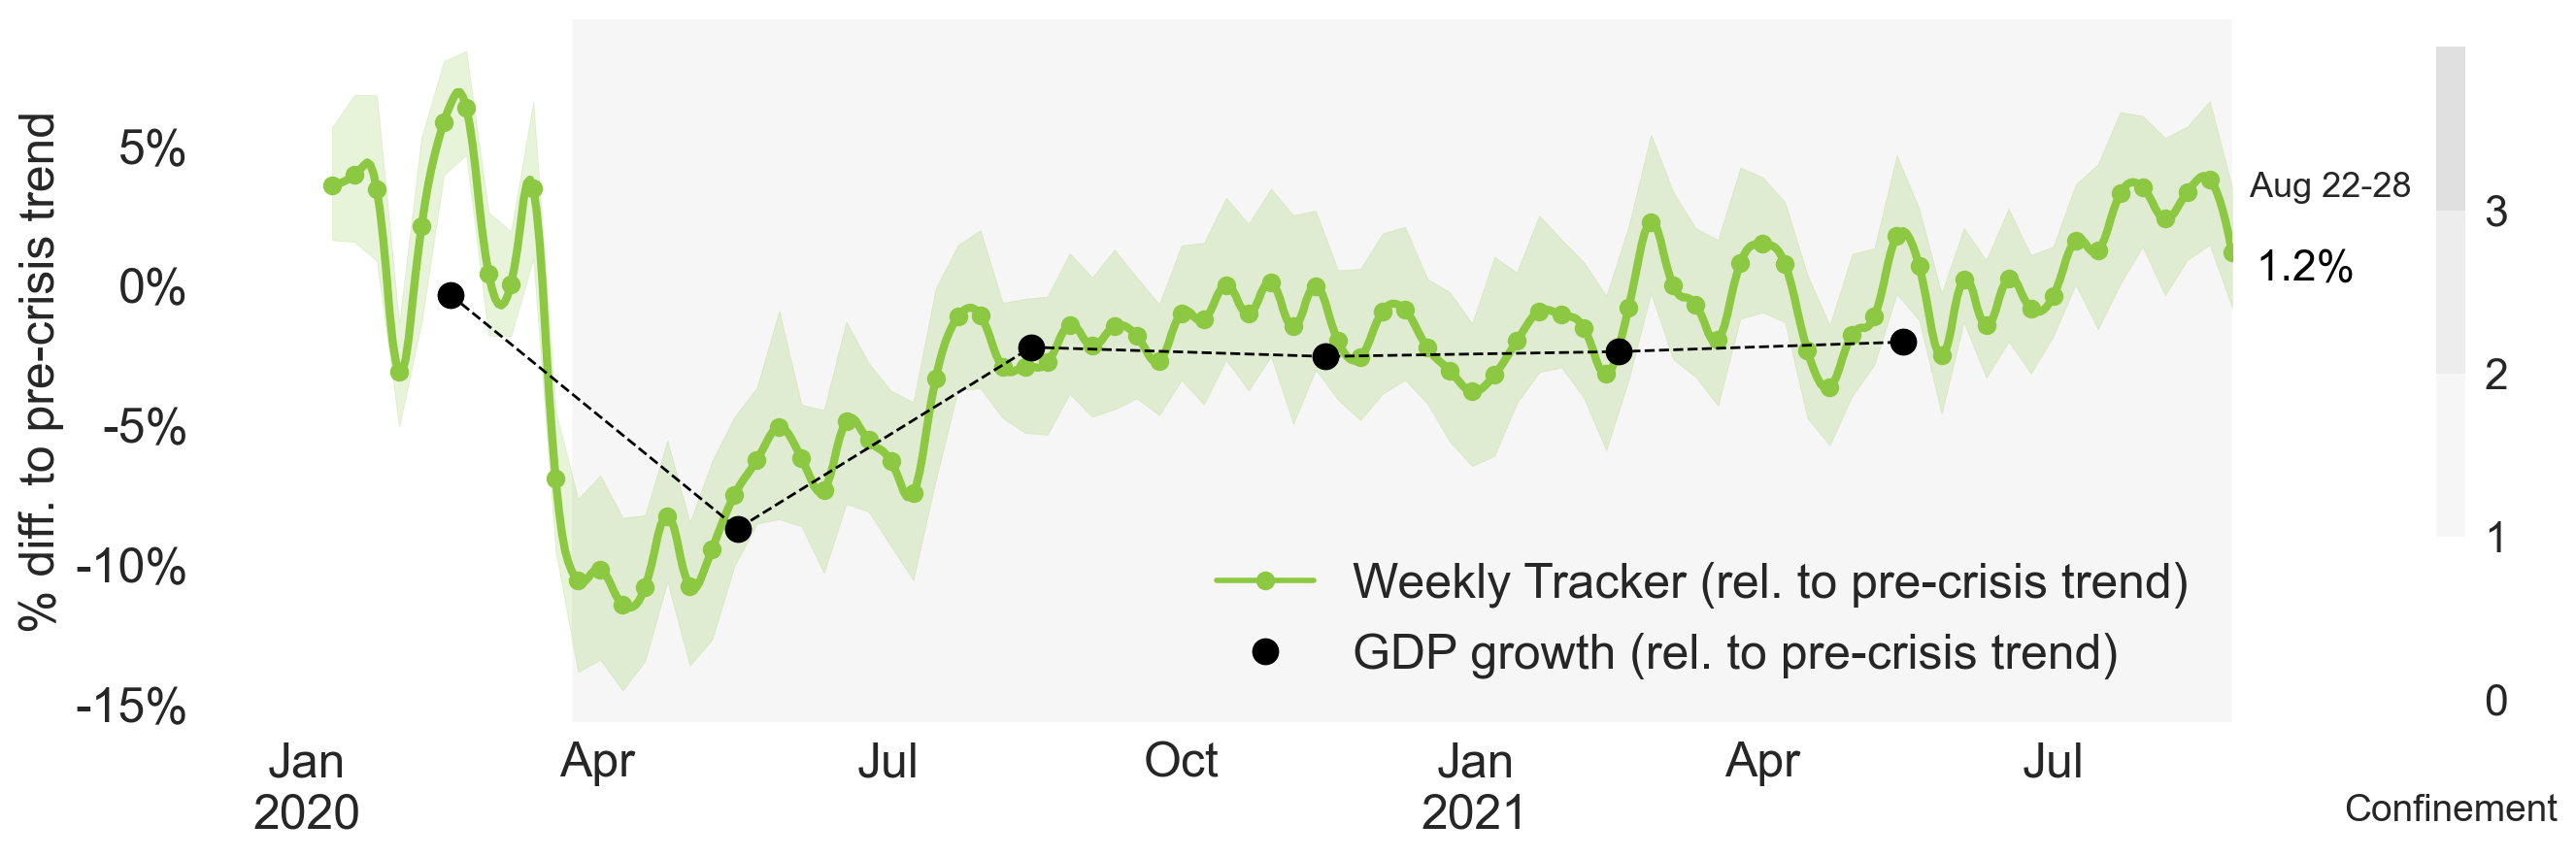 % diff. to pre-crisis trend
5%
0%
-5%
-10%
-15%
Jan
2020
Apr
Jul
Oct
Jan
2021
Apr
Jul
Weekly Tracker (rel. to pre-crisis trend)
GDP growth (rel. to pre-crisis trend)
Aug 22-28
1.2%
3
2
1
0
Confinement